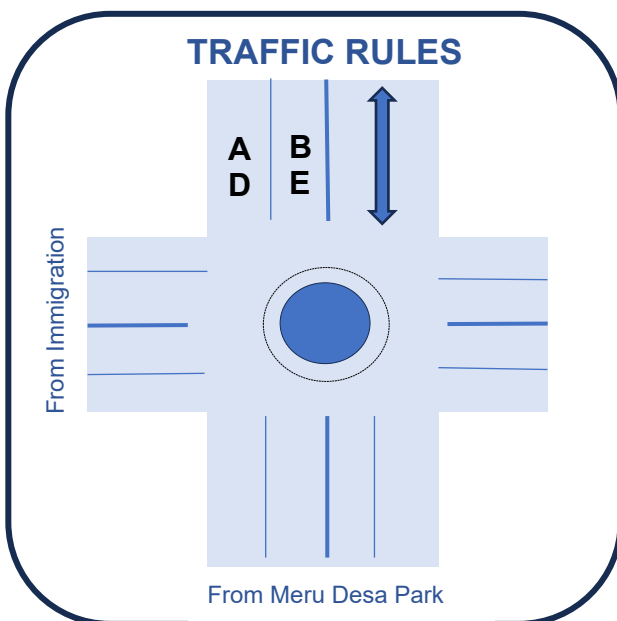 TRAFFIC RULES
A B
D E
From Immigration
From Meru Desa Park